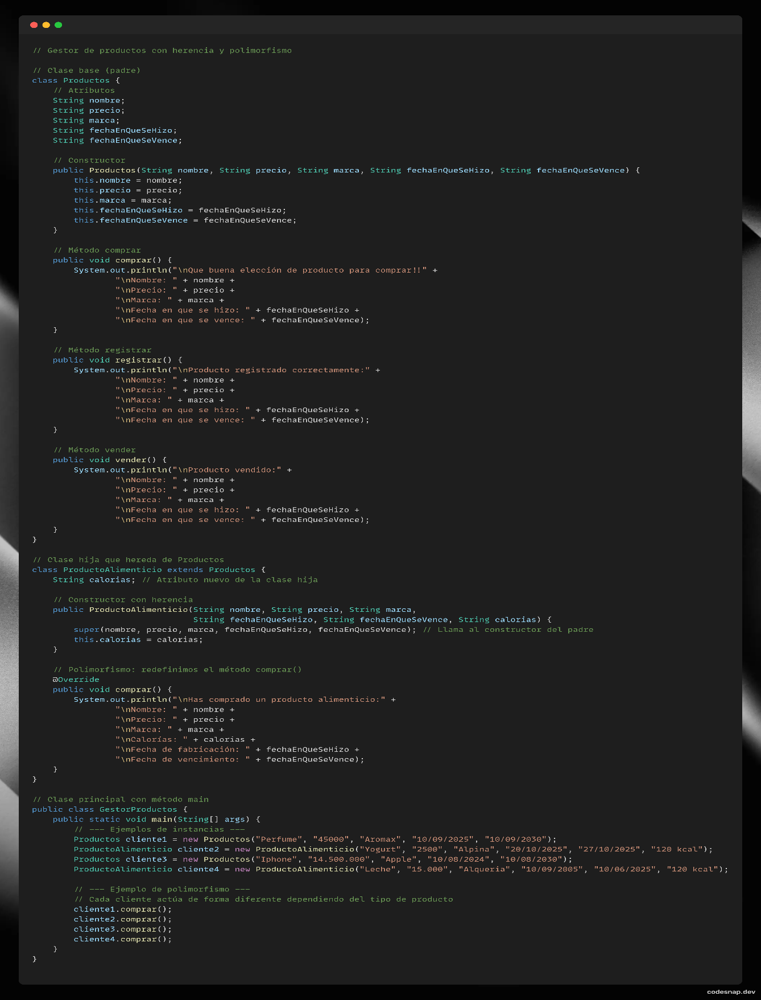 // Gestor de productos con herencia y polimorfismo
// Clase base (padre)
class Productos {
// Atributos
String nombre;
String precio;
String marca;
String fechaEnQueSeHizo;
String fechaEnQueSeVence;
// Constructor
public Productos(String nombre, String precio, String marca, String fechaEnQueSeHizo, String fechaEnQueSeVence) {
this.nombre = nombre;
this.precio = precio;
this.marca = marca;
this.fechaEnQueSeHizo = fechaEnQueSeHizo;
this.fechaEnQueSeVence = fechaEnQueSeVence;
}
// Método comprar
public void comprar() {
System.out.println("\nQue buena elección de producto para comprar!!" +
"\nNombre: " + nombre +
"\nPrecio: " + precio +
"\nMarca: " + marca +
"\nFecha en que se hizo: " + fechaEnQueSeHizo +
"\nFecha en que se vence: " + fechaEnQueSeVence);
}
// Método registrar
public void registrar() {
System.out.println("\nProducto registrado correctamente:" +
"\nNombre: " + nombre +
"\nPrecio: " + precio +
"\nMarca: " + marca +
"\nFecha en que se hizo: " + fechaEnQueSeHizo +
"\nFecha en que se vence: " + fechaEnQueSeVence);
}
// Método vender
public void vender() {
System.out.println("\nProducto vendido:" +
"\nNombre: " + nombre +
"\nPrecio: " + precio +
"\nMarca: " + marca +
"\nFecha en que se hizo: " + fechaEnQueSeHizo +
"\nFecha en que se vence: " + fechaEnQueSeVence);
}
}
// Clase hija que hereda de Productos
class ProductoAlimenticio extends Productos {
String calorias; // Atributo nuevo de la clase hija
// Constructor con herencia
public ProductoAlimenticio(String nombre, String precio, String marca,
String fechaEnQueSeHizo, String fechaEnQueSeVence, String calorias) {
super(nombre, precio, marca, fechaEnQueSeHizo, fechaEnQueSeVence); // Llama al constructor del padre
this.calorias = calorias;
}
// Polimorfismo: redefinimos el método comprar()
@Override
public void comprar() {
System.out.println("\nHas comprado un producto alimenticio:" +
"\nNombre: " + nombre +
"\nPrecio: " + precio +
"\nMarca: " + marca +
"\nCalorías: " + calorias +
"\nFecha de fabricación: " + fechaEnQueSeHizo +
"\nFecha de vencimiento: " + fechaEnQueSeVence);
}
}
// Clase principal con método main
public class GestorProductos {
public static void main(String[] args) {
// --- Ejemplos de instancias ---
Productos cliente1 = new Productos("Perfume", "45000", "Aromax", "10/09/2025", "10/09/2030");
ProductoAlimenticio cliente2 = new ProductoAlimenticio("Yogurt", "2500", "Alpina", "20/10/2025", "27/10/2025", "120 kcal");
Productos cliente3 = new Productos("Iphone", "14.500.000", "Apple", "10/08/2024", "10/08/2030");
ProductoAlimenticio cliente4 = new ProductoAlimenticio("Leche", "15.000", "Alqueria", "10/09/2005", "10/06/2025", "120 kcal");
// --- Ejemplo de polimorfismo ---
// Cada cliente actúa de forma diferente dependiendo del tipo de producto
cliente1.comprar();
cliente2.comprar();
cliente3.comprar();
cliente4.comprar();
}
}
codesnap.dev